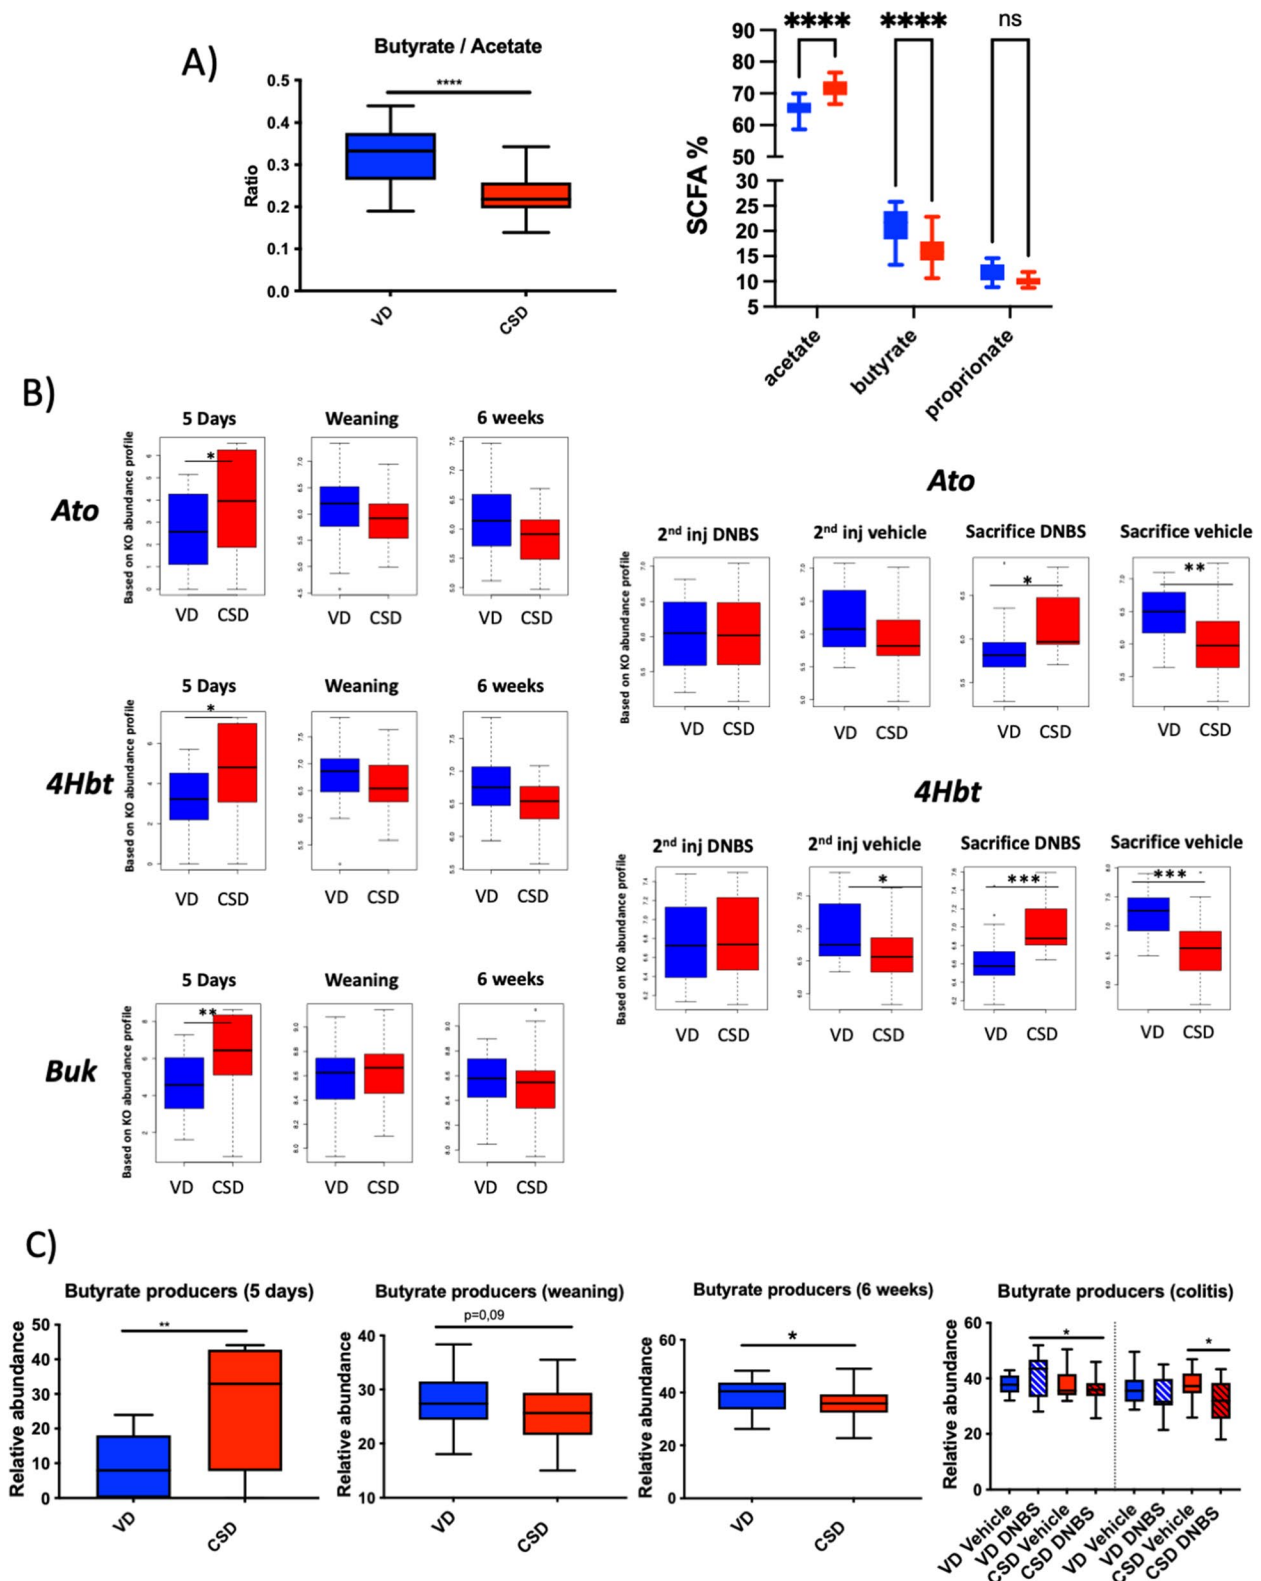 A)
Butyrate / Acetate
****
Ratio
0.5
0.4
0.3
0.2
0.1
0.0
VD
CSD
**** **** ns
SCFA %
90
80
70
60
50
30
25
20
15
10
5
acetate
butyrate
proprionate
B)
5 Days Weaning 6 weeks
Ato
Based on KO abundance profile
*
VD CSD VD CSD VD CSD
5 Days Weaning 6 weeks
4Hbt
Based on KO abundance profile
*
VD CSD VD CSD VD CSD
5 Days Weaning 6 weeks
Buk
Based on KO abundance profile
**
VD CSD VD CSD VD CSD
Ato
2nd inj DNBS 2nd inj vehicle Sacrifice DNBS Sacrifice vehicle
Based on KO abundance profile
* **
VD CSD VD CSD VD CSD VD CSD
4Hbt
2nd inj DNBS 2nd inj vehicle Sacrifice DNBS Sacrifice vehicle
Based on KO abundance profile
* *** ***
VD CSD VD CSD VD CSD VD CSD
C)
Butyrate producers (5 days)
**
Relative abundance
50
40
30
20
10
0
VD
CSD
Butyrate producers (weaning)
p=0,09
Relative abundance
40
30
20
10
VD
CSD
Butyrate producers (6 weeks)
*
Relative abundance
60
40
20
0
VD
CSD
Butyrate producers (colitis)
* *
Relative abundance
60
40
20
0
VD Vehicle
VD DNBS
CSD Vehicle
CSD DNBS
VD Vehicle
VD DNBS
CSD Vehicle
CSD DNBS